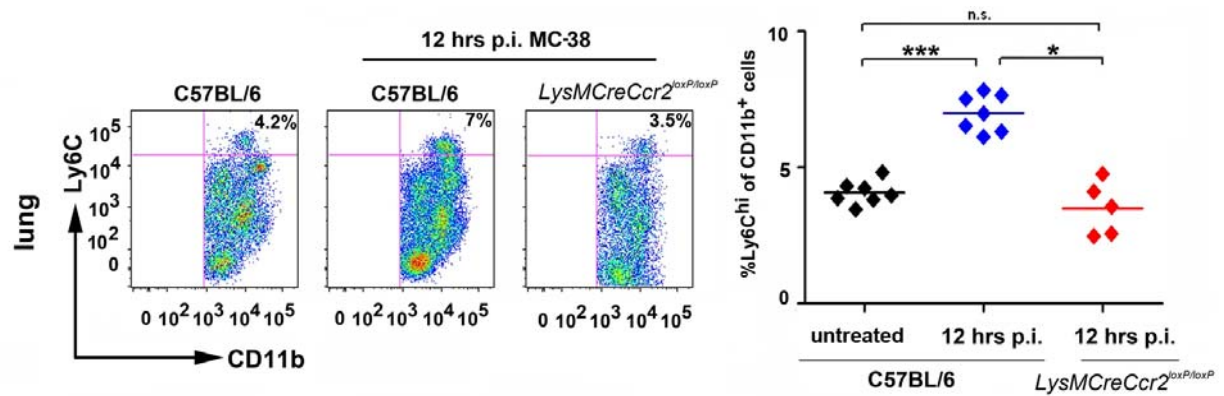 12 hrs p.i. MC-38
C57BL/6
C57BL/6
LysMCreCcr2loxP/loxP
4.2%
7%
3.5%
lung
Ly6C
10^5
10^4
10^3
10^2
0
0 10^2 10^3 10^4 10^5
0 10^2 10^3 10^4 10^5
0 10^2 10^3 10^4 10^5
CD11b
%Ly6Chi of CD11b+ cells
10
5
0
n.s.
***
*
untreated
12 hrs p.i.
12 hrs p.i.
C57BL/6
LysMCreCcr2loxP/loxP